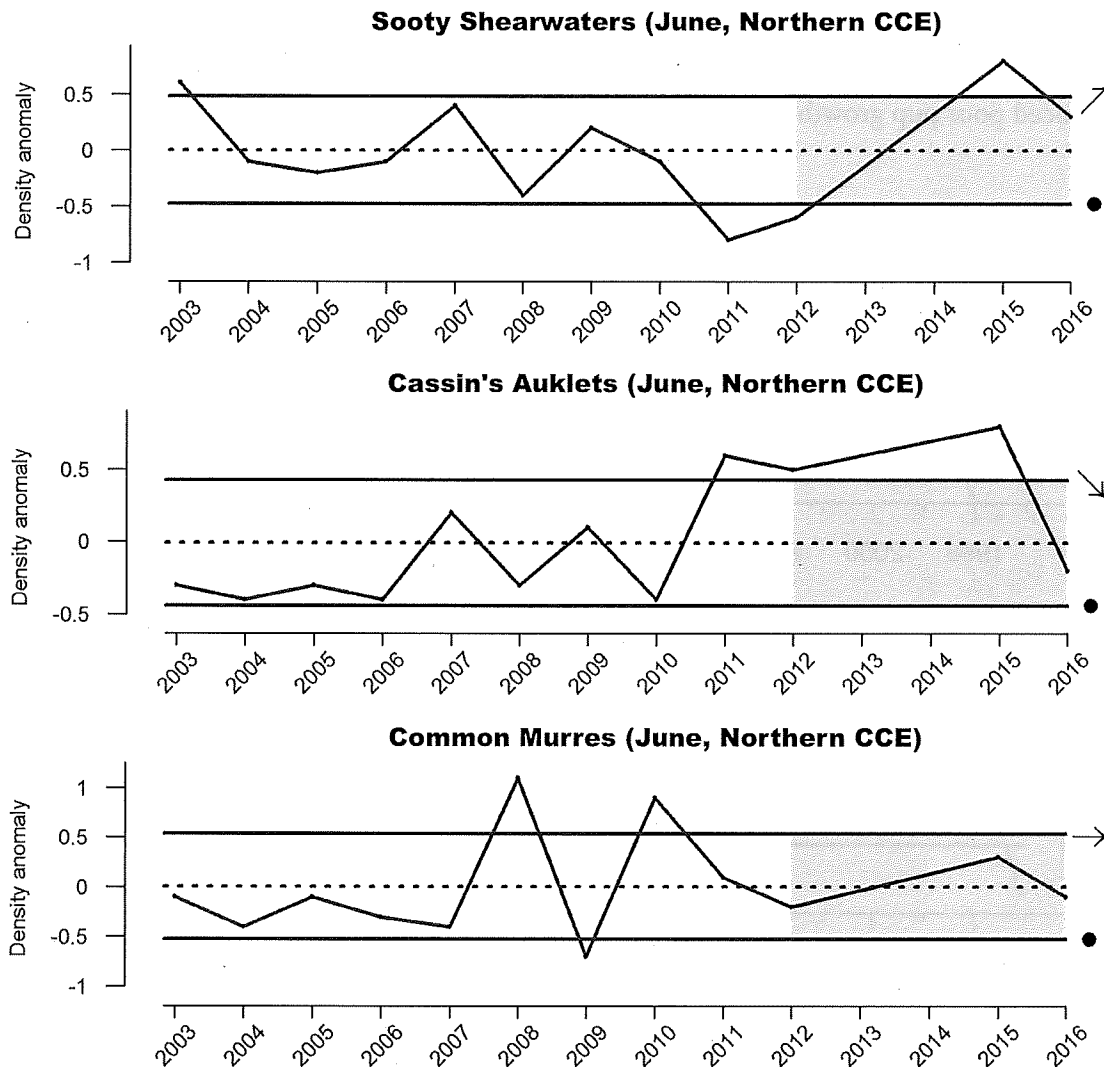 Sooty Shearwaters (June, Northern CCE)
Density anomaly
0.5
0
-0.5
-1
2003 2004 2005 2006 2007 2008 2009 2010 2011 2012 2013 2014 2015 2016
Cassin's Auklets (June, Northern CCE)
Density anomaly
0.5
0
-0.5
2003 2004 2005 2006 2007 2008 2009 2010 2011 2012 2013 2014 2015 2016
Common Murres (June, Northern CCE)
Density anomaly
1
0.5
0
-0.5
-1
2003 2004 2005 2006 2007 2008 2009 2010 2011 2012 2013 2014 2015 2016